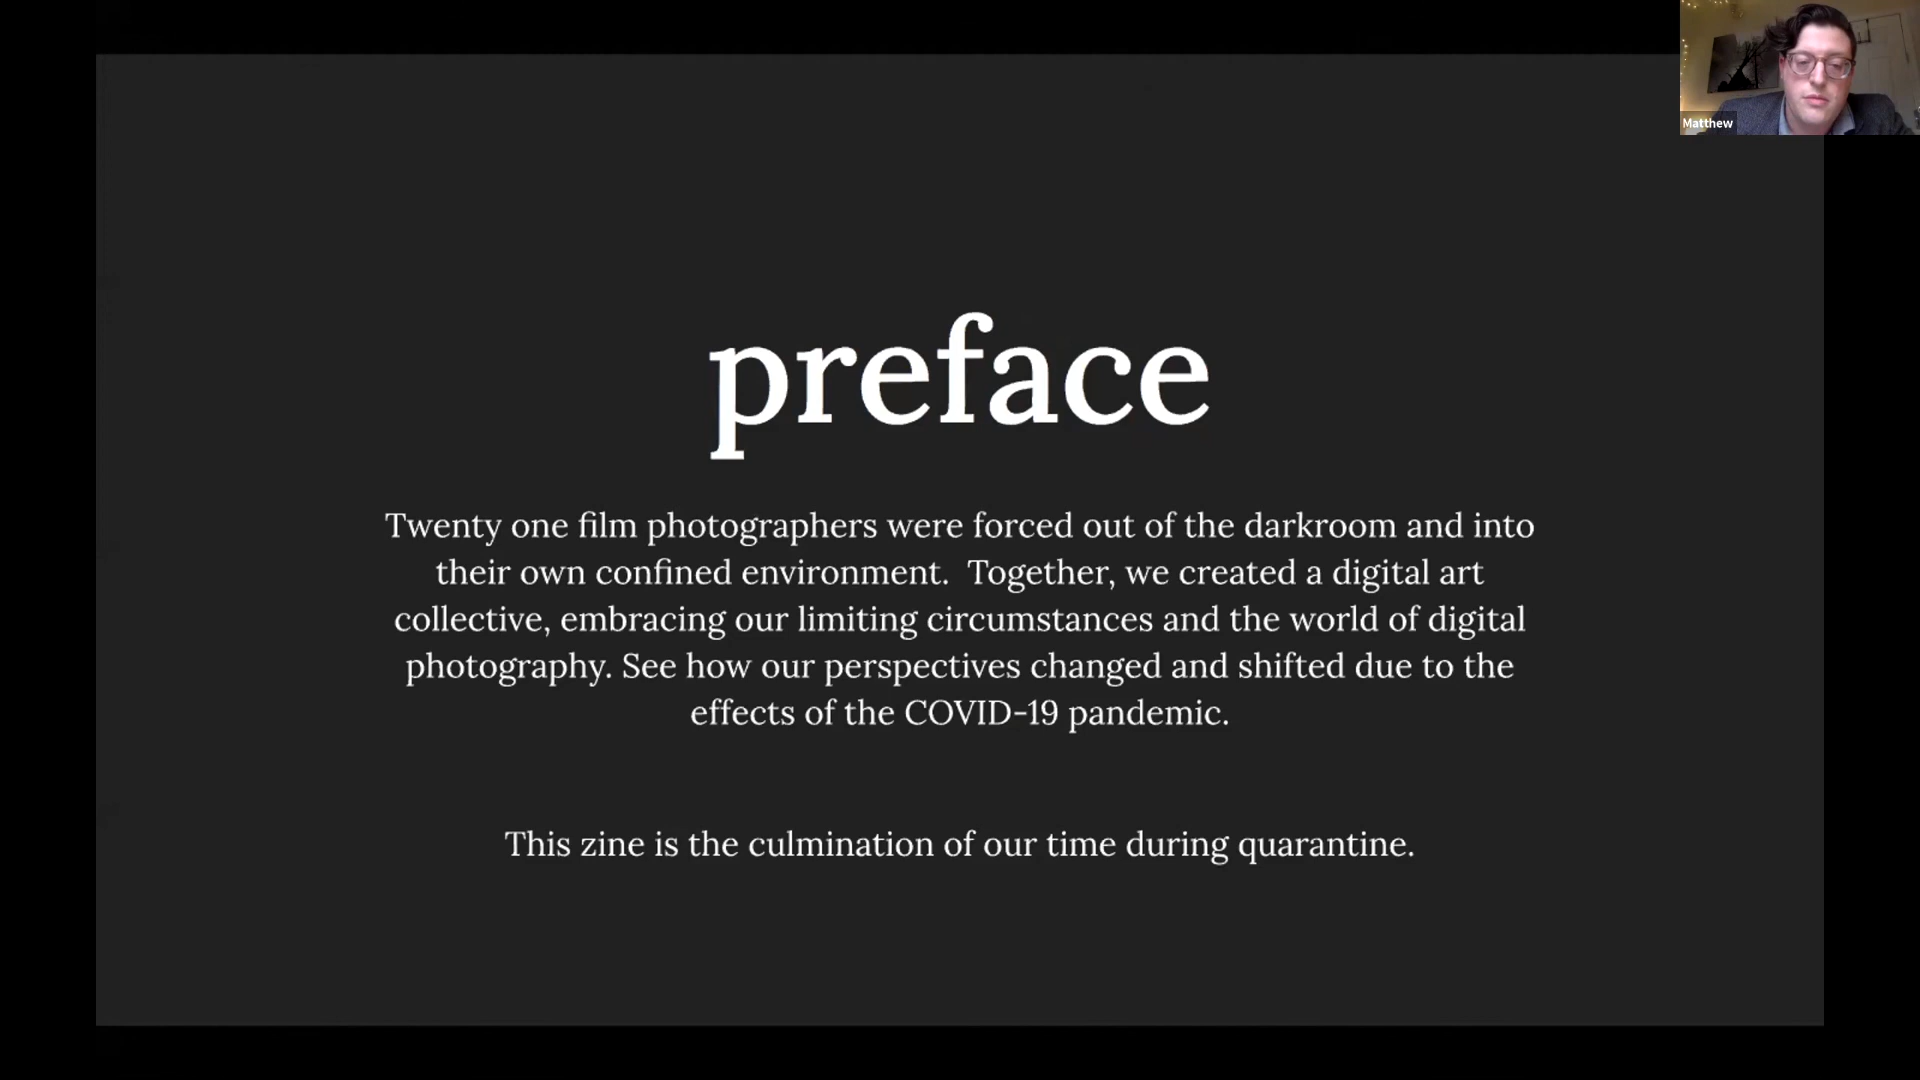 Matthew
preface
Twenty one film photographers were forced out of the darkroom and into
their own confined environment.  Together, we created a digital art
collective, embracing our limiting circumstances and the world of digital
photography. See how our perspectives changed and shifted due to the
effects of the COVID-19 pandemic.
This zine is the culmination of our time during quarantine.